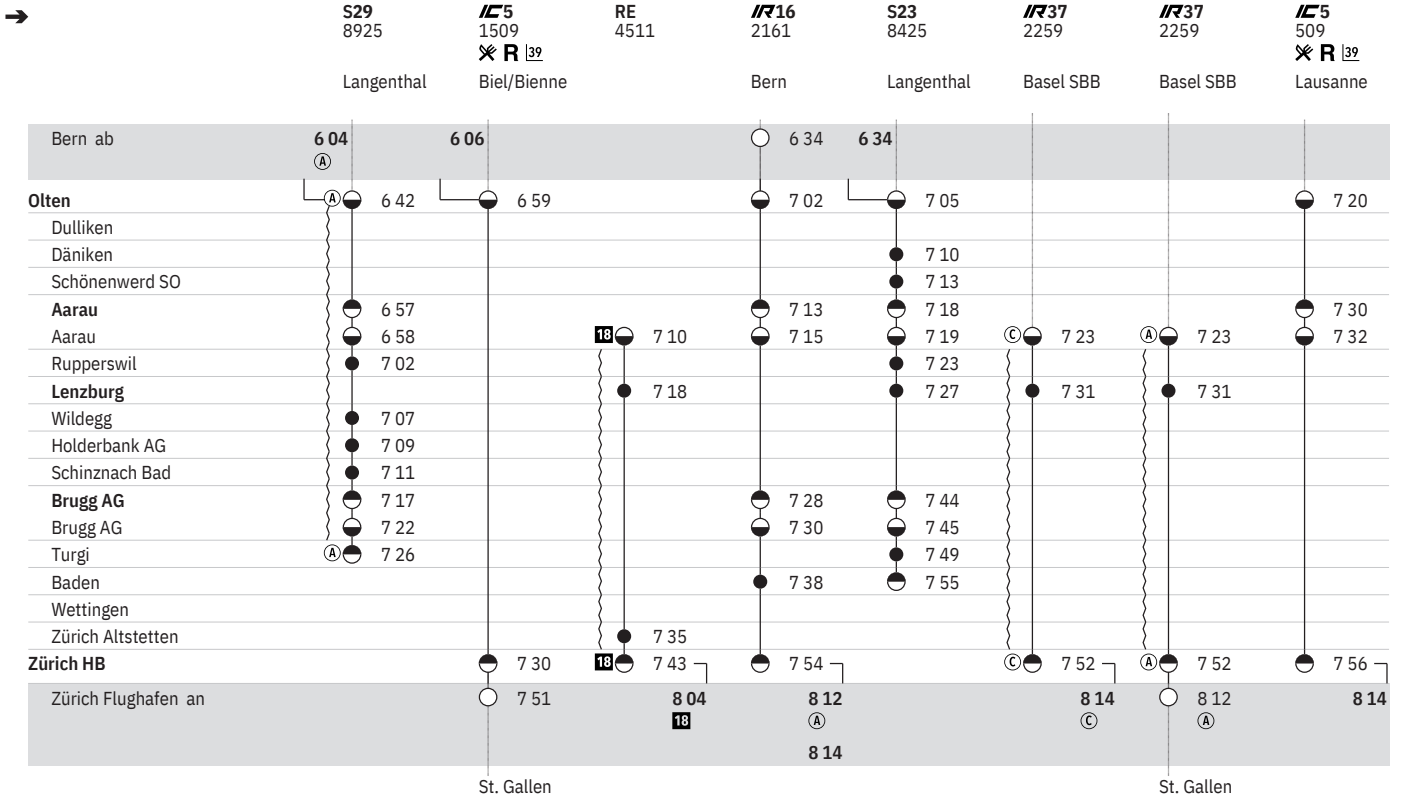 ➔ S29 IC5 RE IR16 S23 IR37 IR37 IC5
8925 1509 4511 2161 8425 2259 2259 509
R 39 R 39
Langenthal Biel/Bienne Bern Langenthal Basel SBB Basel SBB Lausanne
Bern ab 6 04 6 06 6 34 6 34
Ⓐ
Olten Ⓐ 6 42 6 59 7 02 7 05 7 20
Dulliken
Däniken 7 10
Schönenwerd SO 7 13
Aarau 6 57 7 13 7 18 7 30
Aarau 6 58 18 7 10 7 15 7 19 Ⓒ 7 23 Ⓐ 7 23 7 32
Rupperswil 7 02 7 23
Lenzburg 7 18 7 27 7 31 7 31
Wildegg 7 07
Holderbank AG 7 09
Schinznach Bad 7 11
Brugg AG 7 17 7 28 7 44
Brugg AG 7 22 7 30 7 45
Turgi Ⓐ 7 26 7 49
Baden 7 38 7 55
Wettingen
Zürich Altstetten 7 35
Zürich HB 7 30 18 7 43 7 54 Ⓒ 7 52 Ⓐ 7 52 7 56
Zürich Flughafen an 7 51 8 04 8 12 8 14 8 12 8 14
18 Ⓐ Ⓒ Ⓐ
8 14
St. Gallen St. Gallen